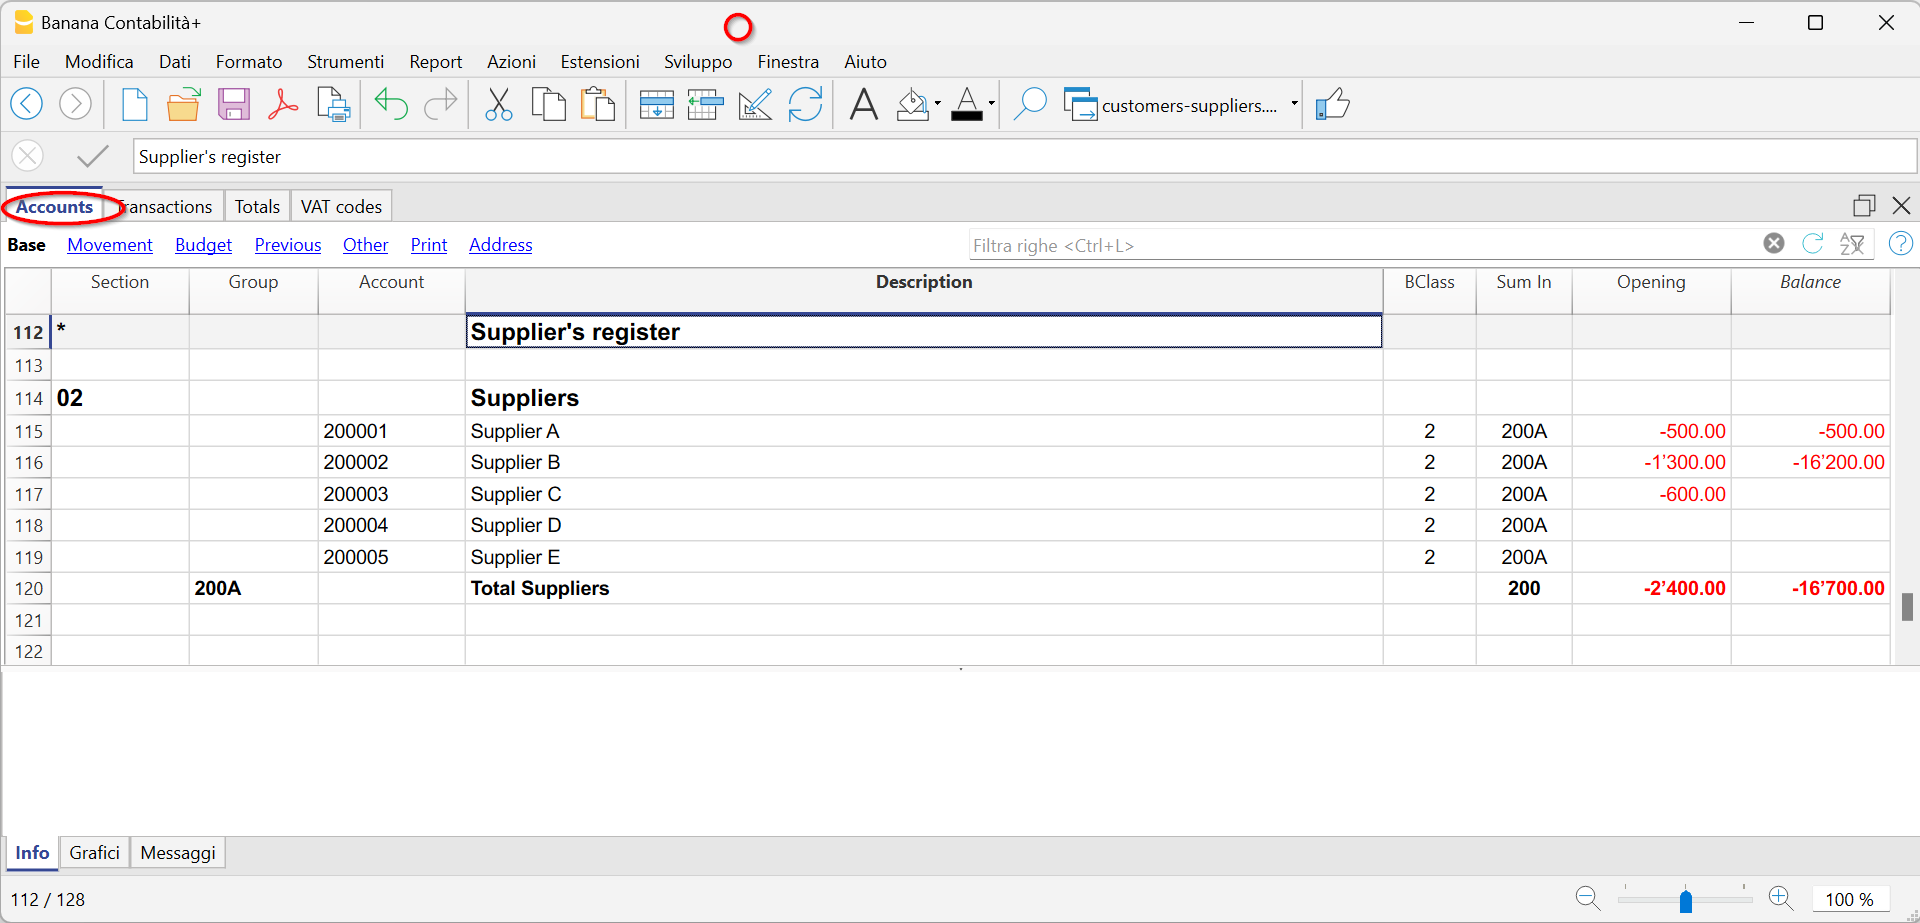 Banana Contabilità+
File Modifica Dati Formato Strumenti Report Azioni Estensioni Sviluppo Finestra Aiuto
customers-suppliers....
Supplier's register
Accounts Transactions Totals VAT codes
Base Movement Budget Previous Other Print Address Filtra righe <Ctrl+L>
Section Group Account Description BClass Sum In Opening Balance
112 * Supplier's register
113
114 02 Suppliers
115 200001 Supplier A 2 200A -500.00 -500.00
116 200002 Supplier B 2 200A -1’300.00 -16’200.00
117 200003 Supplier C 2 200A -600.00
118 200004 Supplier D 2 200A
119 200005 Supplier E 2 200A
120 200A Total Suppliers 200 -2’400.00 -16’700.00
121
122
Info Grafici Messaggi
112 / 128 100 %